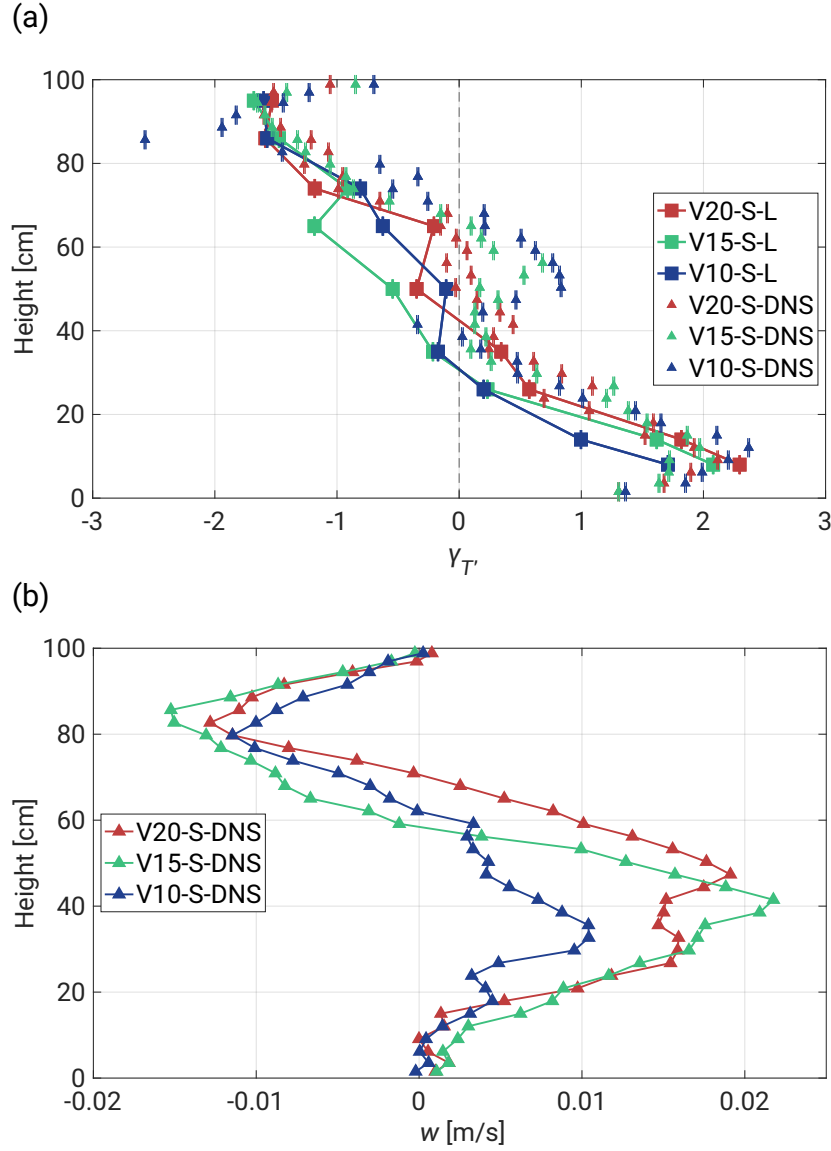 (a)
100
80
60
40
20
0
Height [cm]
-3 -2 -1 0 1 2 3
γT'
V20-S-L
V15-S-L
V10-S-L
V20-S-DNS
V15-S-DNS
V10-S-DNS
(b)
100
80
60
40
20
0
Height [cm]
V20-S-DNS
V15-S-DNS
V10-S-DNS
-0.02 -0.01 0 0.01 0.02
w [m/s]